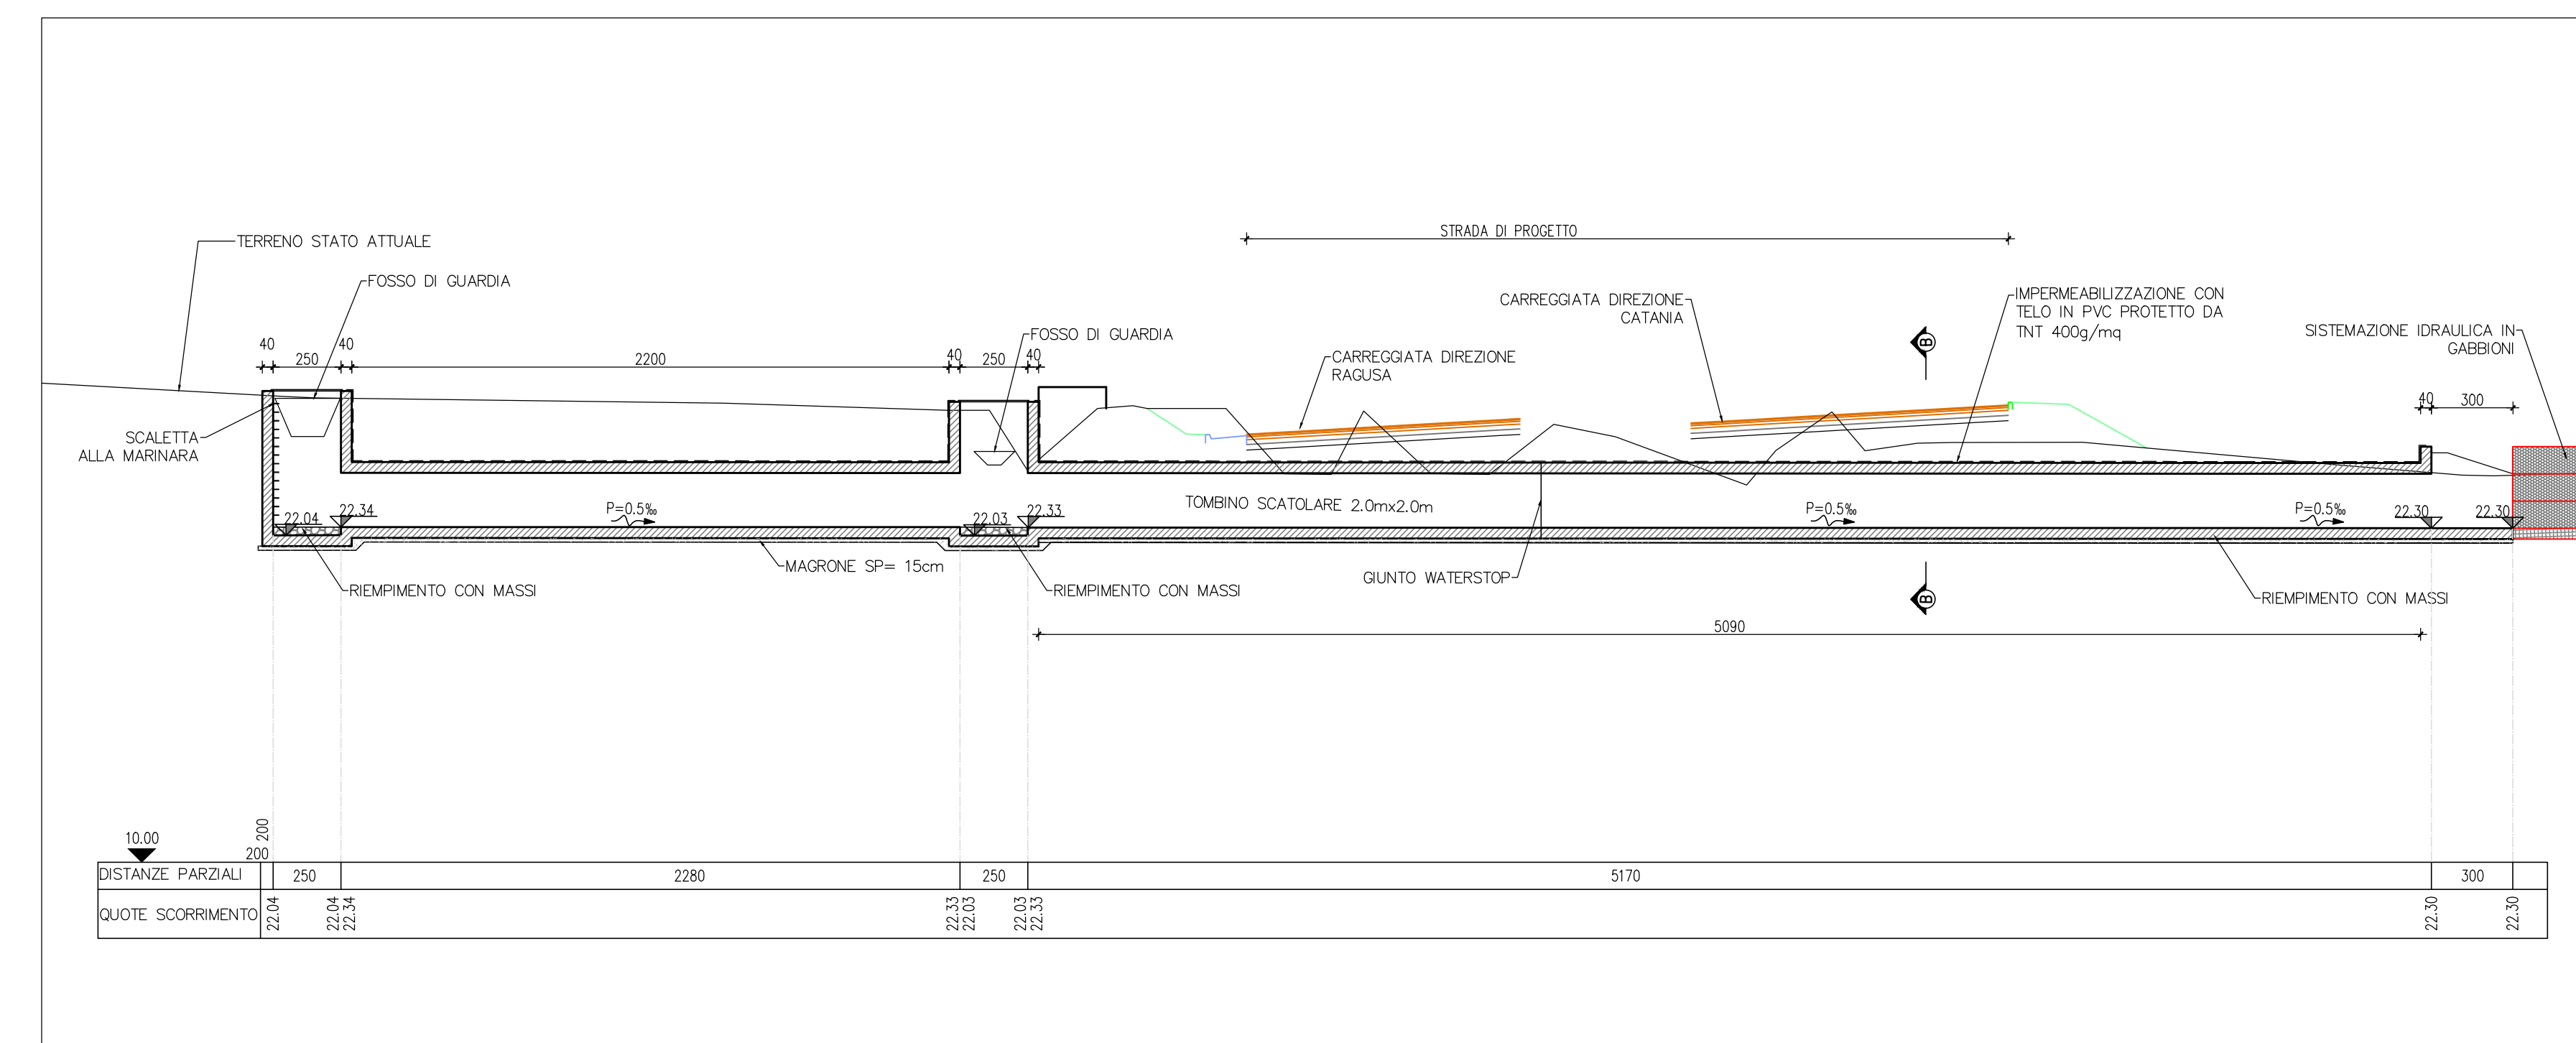 STRADA DI PROGETTO
TERRENO STATO ATTUALE
FOSSO DI GUARDIA
FOSSO DI GUARDIA
CARREGGIATA DIREZIONE
CATANIA
IMPERMEABILIZZAZIONE CON
TELO IN PVC PROTETTO DA
TNT 400g/mq
SISTEMAZIONE IDRAULICA IN
GABBIONI
CARREGGIATA DIREZIONE
RAGUSA
B
40
250
40
2200
40
250
40
40
300
SCALETTA
ALLA MARINARA
22.04
22.34
P=0.5‰
22.03
22.33
TOMBINO SCATOLARE 2.0mx2.0m
P=0.5‰
P=0.5‰
22.30
22.30
MAGRONE SP= 15cm
RIEMPIMENTO CON MASSI
RIEMPIMENTO CON MASSI
GIUNTO WATERSTOP
B
RIEMPIMENTO CON MASSI
5090
10.00
200
200
DISTANZE PARZIALI
250
2280
250
5170
300
QUOTE SCORRIMENTO
22.04
22.04
22.34
22.33
22.03
22.03
22.33
22.30
22.30